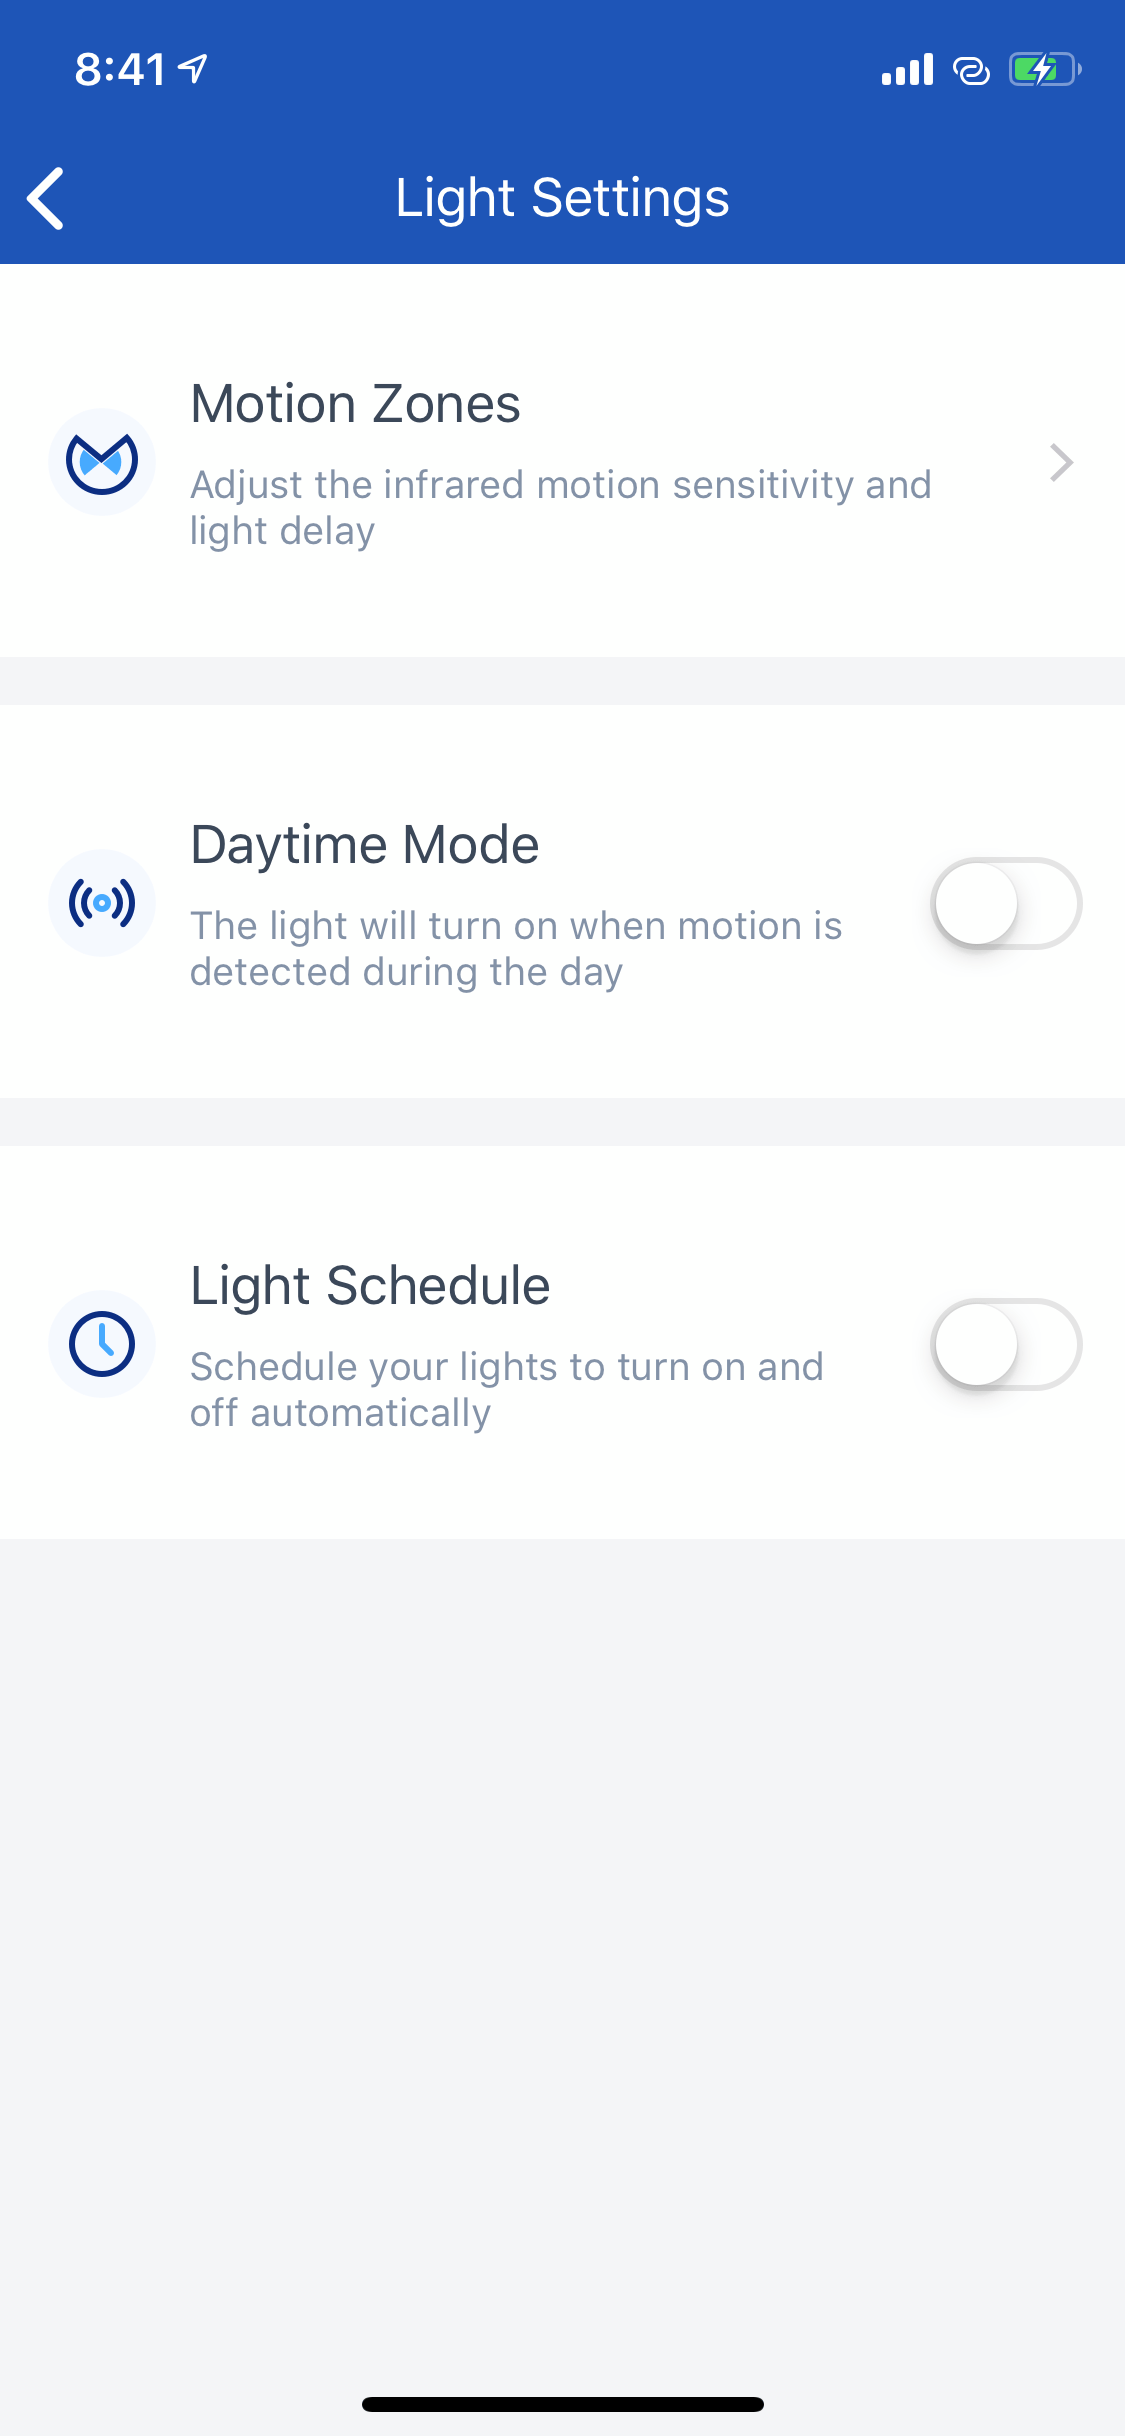 8:41
Light Settings
Motion Zones
Adjust the infrared motion sensitivity and
light delay
Daytime Mode
The light will turn on when motion is
detected during the day
Light Schedule
Schedule your lights to turn on and
off automatically